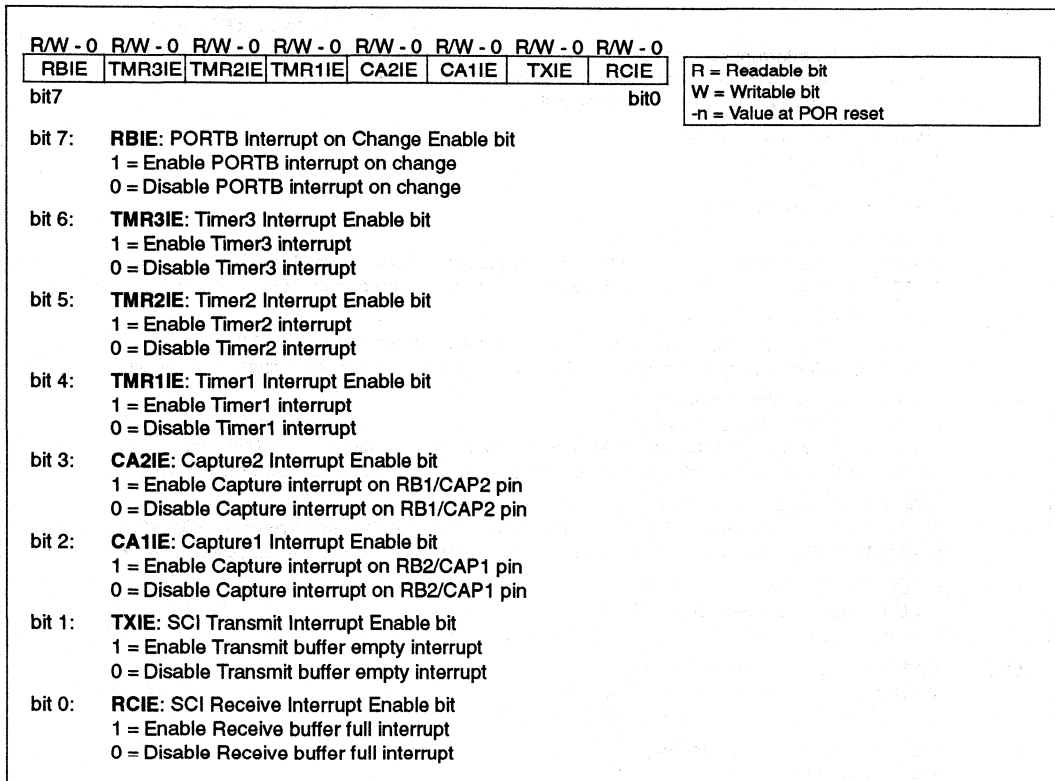 R/W - 0 R/W - 0 R/W - 0 R/W - 0 R/W - 0 R/W - 0 R/W - 0 R/W - 0
RBIE TMR3IE TMR2IE TMR1IE CA2IE CA1IE TXIE RCIE
bit7 bit0
R = Readable bit
W = Writable bit
-n = Value at POR reset
bit 7: RBIE: PORTB Interrupt on Change Enable bit
1 = Enable PORTB interrupt on change
0 = Disable PORTB interrupt on change
bit 6: TMR3IE: Timer3 Interrupt Enable bit
1 = Enable Timer3 interrupt
0 = Disable Timer3 interrupt
bit 5: TMR2IE: Timer2 Interrupt Enable bit
1 = Enable Timer2 interrupt
0 = Disable Timer2 interrupt
bit 4: TMR1IE: Timer1 Interrupt Enable bit
1 = Enable Timer1 interrupt
0 = Disable Timer1 interrupt
bit 3: CA2IE: Capture2 Interrupt Enable bit
1 = Enable Capture interrupt on RB1/CAP2 pin
0 = Disable Capture interrupt on RB1/CAP2 pin
bit 2: CA1IE: Capture1 Interrupt Enable bit
1 = Enable Capture interrupt on RB2/CAP1 pin
0 = Disable Capture interrupt on RB2/CAP1 pin
bit 1: TXIE: SCI Transmit Interrupt Enable bit
1 = Enable Transmit buffer empty interrupt
0 = Disable Transmit buffer empty interrupt
bit 0: RCIE: SCI Receive Interrupt Enable bit
1 = Enable Receive buffer full interrupt
0 = Disable Receive buffer full interrupt